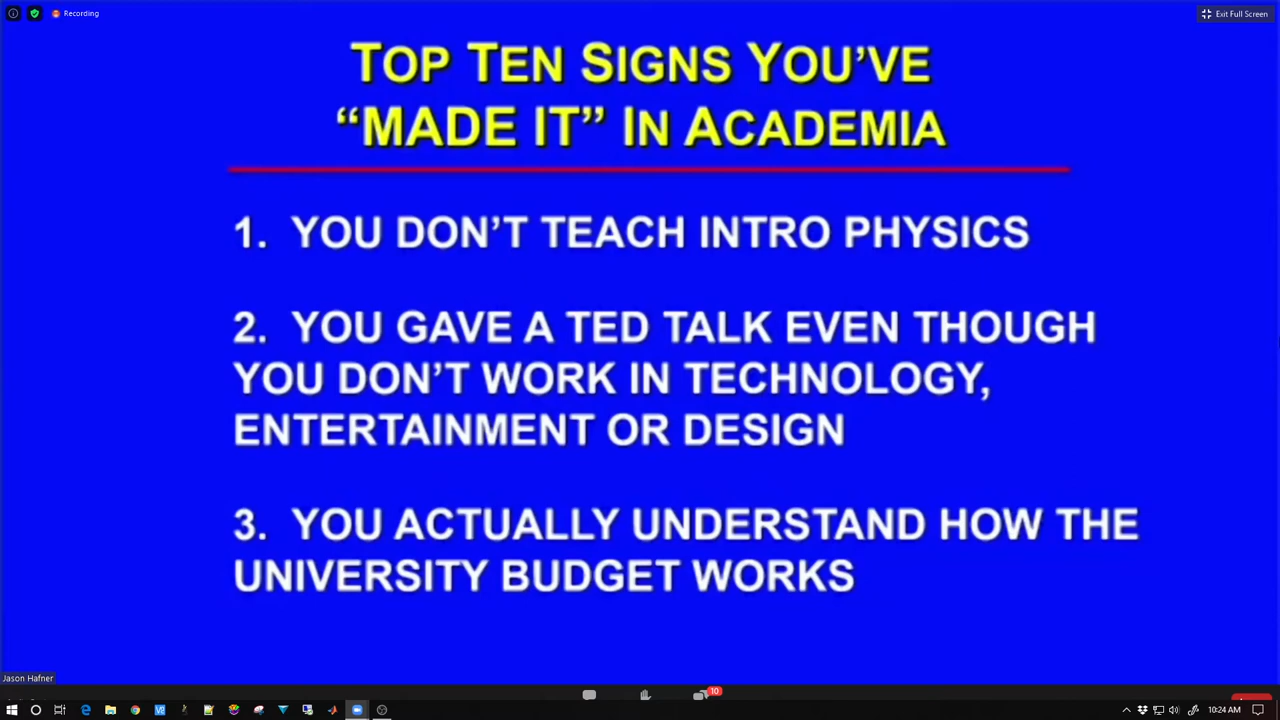 Recording
Exit Full Screen
TOP TEN SIGNS YOU'VE
“MADE IT” IN ACADEMIA
1. YOU DON'T TEACH INTRO PHYSICS
2. YOU GAVE A TED TALK EVEN THOUGH
YOU DON'T WORK IN TECHNOLOGY,
ENTERTAINMENT OR DESIGN
3. YOU ACTUALLY UNDERSTAND HOW THE
UNIVERSITY BUDGET WORKS
Jason Hafner
10
10:24 AM